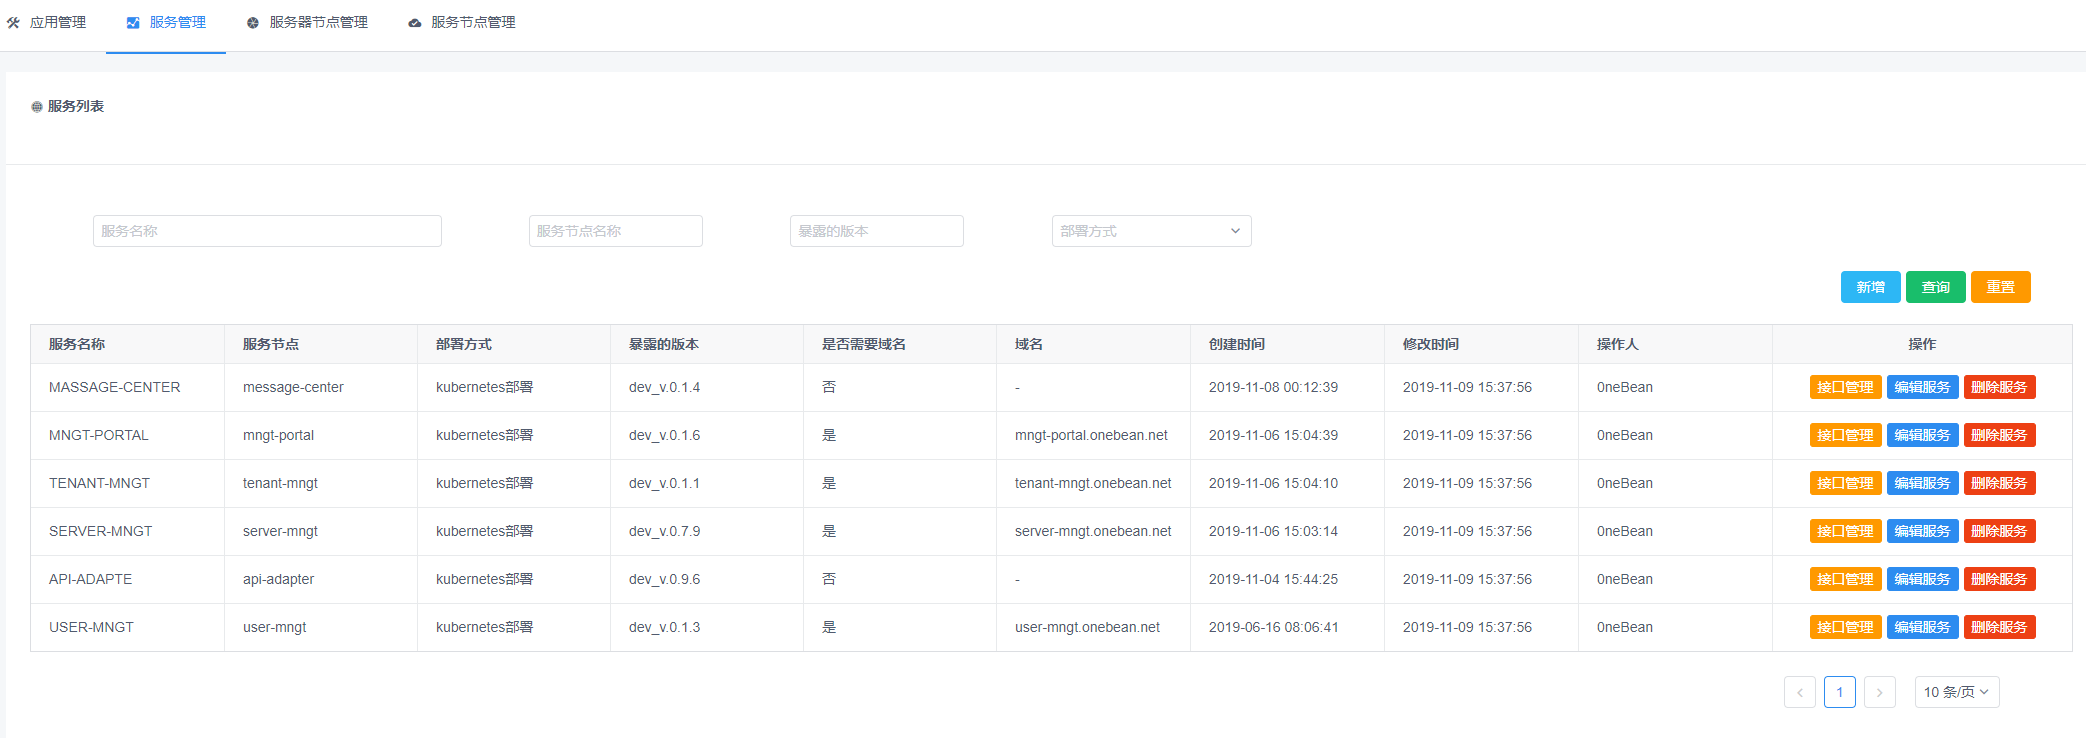 应用管理 服务管理 服务器节点管理 服务节点管理
服务列表
服务名称 服务节点名称 暴露的版本 部署方式
新增 查询 重置
服务名称 服务节点 部署方式 暴露的版本 是否需要域名 域名 创建时间 修改时间 操作人 操作
MASSAGE-CENTER message-center kubernetes部署 dev_v.0.1.4 否 - 2019-11-08 00:12:39 2019-11-09 15:37:56 0neBean 接口管理 编辑服务 删除服务
MNGT-PORTAL mngt-portal kubernetes部署 dev_v.0.1.6 是 mngt-portal.onebean.net 2019-11-06 15:04:39 2019-11-09 15:37:56 0neBean 接口管理 编辑服务 删除服务
TENANT-MNGT tenant-mngt kubernetes部署 dev_v.0.1.1 是 tenant-mngt.onebean.net 2019-11-06 15:04:10 2019-11-09 15:37:56 0neBean 接口管理 编辑服务 删除服务
SERVER-MNGT server-mngt kubernetes部署 dev_v.0.7.9 是 server-mngt.onebean.net 2019-11-06 15:03:14 2019-11-09 15:37:56 0neBean 接口管理 编辑服务 删除服务
API-ADAPTE api-adapter kubernetes部署 dev_v.0.9.6 否 - 2019-11-04 15:44:25 2019-11-09 15:37:56 0neBean 接口管理 编辑服务 删除服务
USER-MNGT user-mngt kubernetes部署 dev_v.0.1.3 是 user-mngt.onebean.net 2019-06-16 08:06:41 2019-11-09 15:37:56 0neBean 接口管理 编辑服务 删除服务
1 10 条/页